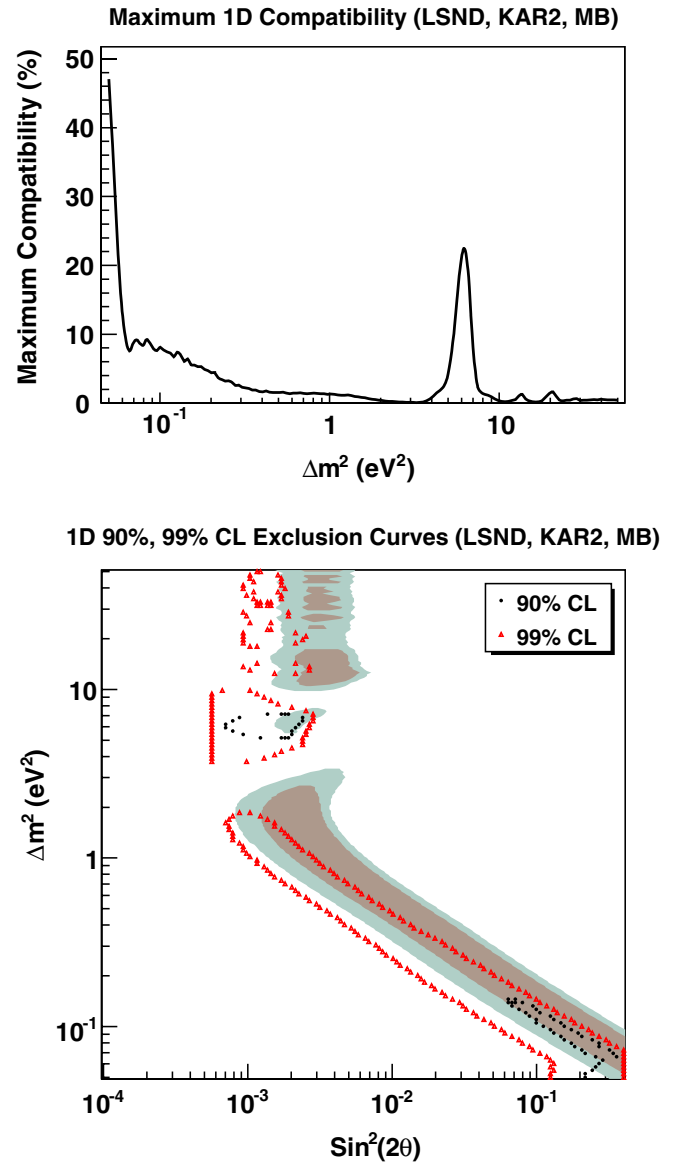 Maximum 1D Compatibility (LSND, KAR2, MB)
Maximum Compatibility (%)
50
40
30
20
10
0
10⁻¹ 1 10
Δm² (eV²)
1D 90%, 99% CL Exclusion Curves (LSND, KAR2, MB)
90% CL
99% CL
Δm² (eV²)
10
1
10⁻¹
10⁻⁴ 10⁻³ 10⁻² 10⁻¹
Sin²(2θ)